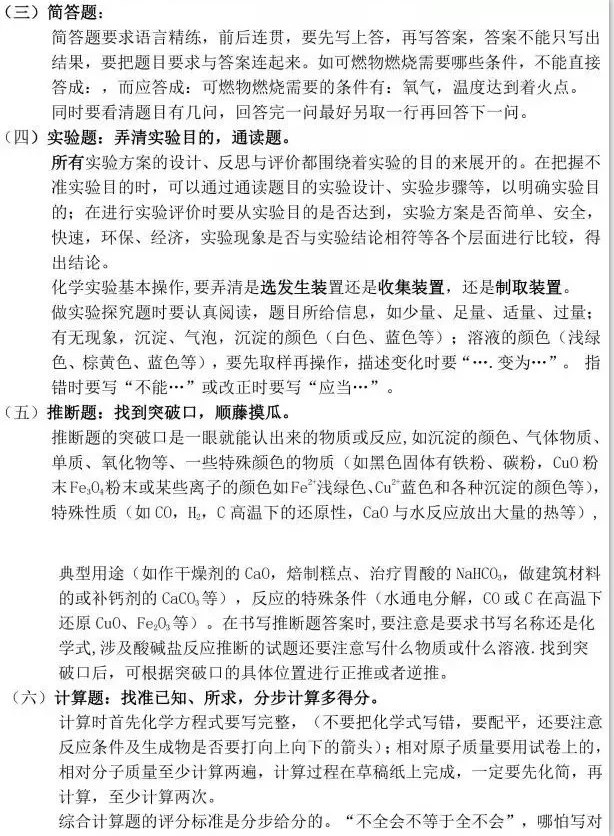 （三）简答题：
简答题要求语言精练，前后连贯，要先写上答，再写答案，答案不能只写出
结果，要把题目要求与答案连起来。如可燃物燃烧需要哪些条件，不能直接
答成：，而应答成：可燃物燃烧需要的条件有：氧气，温度达到着火点。
同时要看清题目有几问，回答完一问最好另取一行再回答下一问。
（四）实验题：弄清实验目的，通读题。
所有实验方案的设计、反思与评价都围绕着实验的目的来展开的。在把握不
准实验目的时，可以通过通读题目的实验设计、实验步骤等，以明确实验目
的；在进行实验评价时要从实验目的是否达到，实验方案是否简单、安全，
快速，环保、经济，实验现象是否与实验结论相符等各个层面进行比较，得
出结论。
化学实验基本操作,要弄清是选发生装置还是收集装置，还是制取装置。
做实验探究题时要认真阅读，题目所给信息，如少量、足量、适量、过量；
有无现象，沉淀、气泡，沉淀的颜色（白色、蓝色等）；溶液的颜色（浅绿
色、棕黄色、蓝色等），要先取样再操作，描述变化时要“….变为…”。 指
错时要写“不能…”或改正时要写“应当…”。
（五）推断题：找到突破口，顺藤摸瓜。
推断题的突破口是一眼就能认出来的物质或反应,如沉淀的颜色、气体物质、
单质、氧化物等、一些特殊颜色的物质（如黑色固体有铁粉、碳粉，CuO 粉
末Fe₃O₄粉末或某些离子的颜色如Fe²⁺浅绿色、Cu²⁺蓝色和各种沉淀的颜色等），
特殊性质（如 CO，H₂，C 高温下的还原性，CaO 与水反应放出大量的热等），
典型用途（如作干燥剂的 CaO，焙制糕点、治疗胃酸的 NaHCO₃，做建筑材料
的或补钙剂的 CaCO₃等），反应的特殊条件（水通电分解，CO 或 C 在高温下
还原 CuO、Fe₂O₃等）。在书写推断题答案时,要注意是要求书写名称还是化
学式,涉及酸碱盐反应推断的试题还要注意写什么物质或什么溶液.找到突
破口后，可根据突破口的具体位置进行正推或者逆推。
（六）计算题：找准已知、所求，分步计算多得分。
计算时首先化学方程式要写完整，（不要把化学式写错，要配平，还要注意
反应条件及生成物是否要打向上向下的箭头）；相对原子质量要用试卷上的，
相对分子质量至少计算两遍，计算过程在草稿纸上完成，一定要先化简，再
计算，至少计算两次。
综合计算题的评分标准是分步给分的。“不全会不等于全不会”，哪怕写对